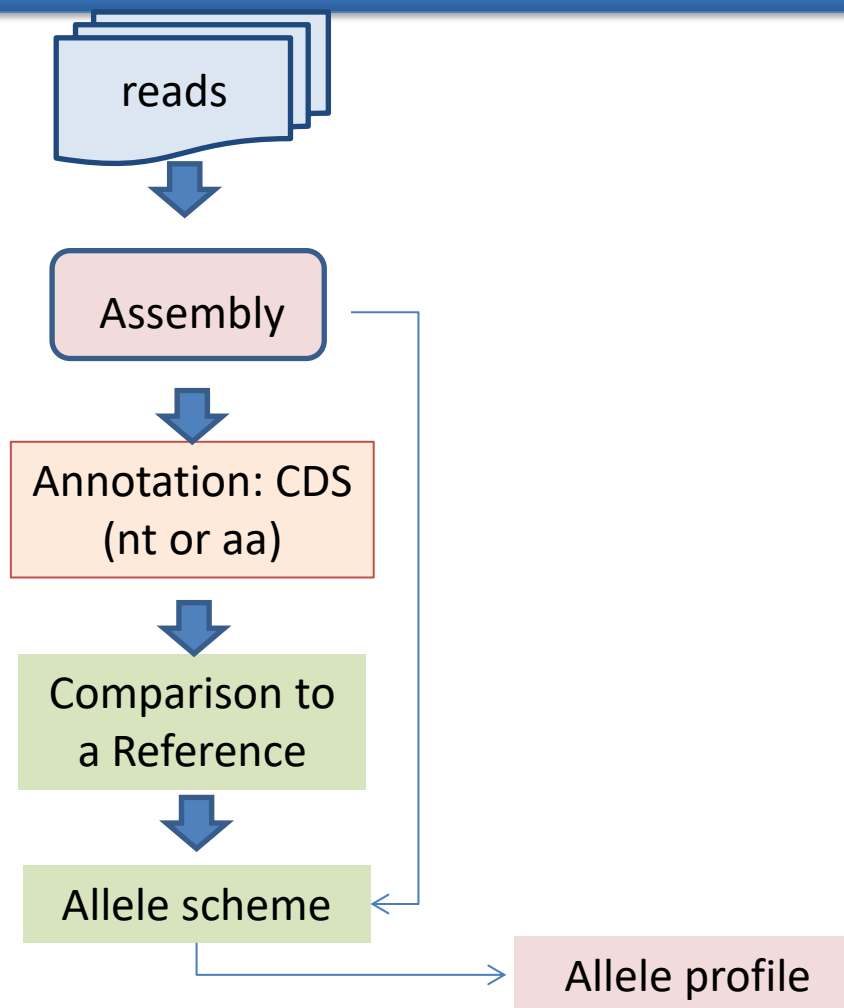 reads
Assembly
Annotation: CDS
(nt or aa)
Comparison to
a Reference
Allele scheme
Allele profile